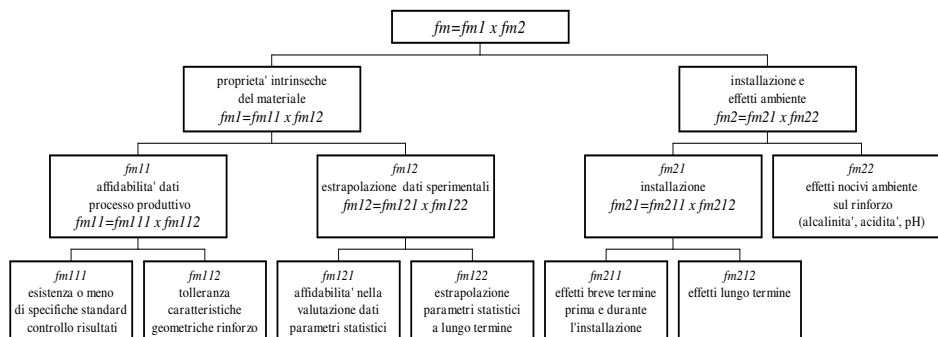 fm=fm1 x fm2
proprieta' intrinseche
del materiale
fm1=fm11 x fm12
installazione e
effetti ambiente
fm2=fm21 x fm22
fm11
affidabilita' dati
processo produttivo
fm11=fm111 x fm112
fm12
estrapolazione dati sperimentali
fm12=fm121 x fm122
fm21
installazione
fm21=fm211 x fm212
fm22
effetti nocivi ambiente
sul rinforzo
(alcalinita', acidita', pH)
fm111
esistenza o meno
di specifiche standard
controllo risultati
fm112
tolleranza
caratteristiche
geometriche rinforzo
fm121
affidabilita' nella
valutazione dati
parametri statistici
fm122
estrapolazione
parametri statistici
a lungo termine
fm211
effetti breve termine
prima e durante
l'installazione
fm212
effetti lungo termine